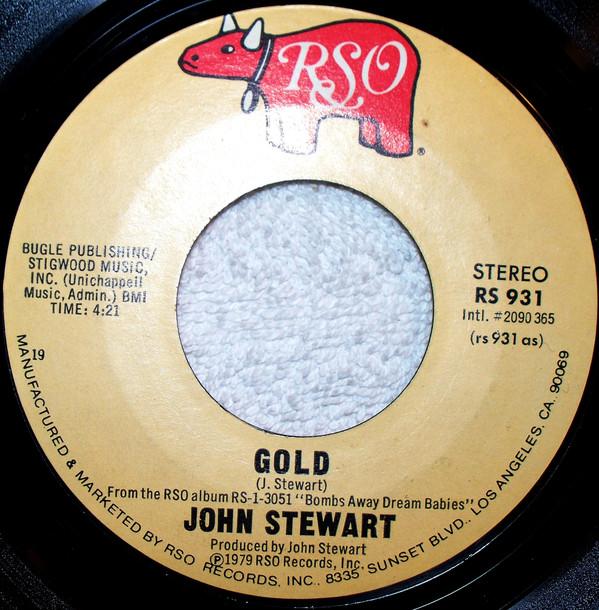 RSO
®
BUGLE PUBLISHING/
STIGWOOD MUSIC,
INC. (Unichappell
Music, Admin.) BMI
TIME: 4:21
19
STEREO
RS 931
Intl. #2090 365
(rs 931 as)
GOLD
(J. Stewart)
From the RSO album RS-1-3051 "Bombs Away Dream Babies"
JOHN STEWART
Produced by John Stewart
℗1979 RSO Records, Inc.
MANUFACTURED & MARKETED BY RSO RECORDS, INC.. 8335 SUNSET BLVD., LOS ANGELES, CA. 90069